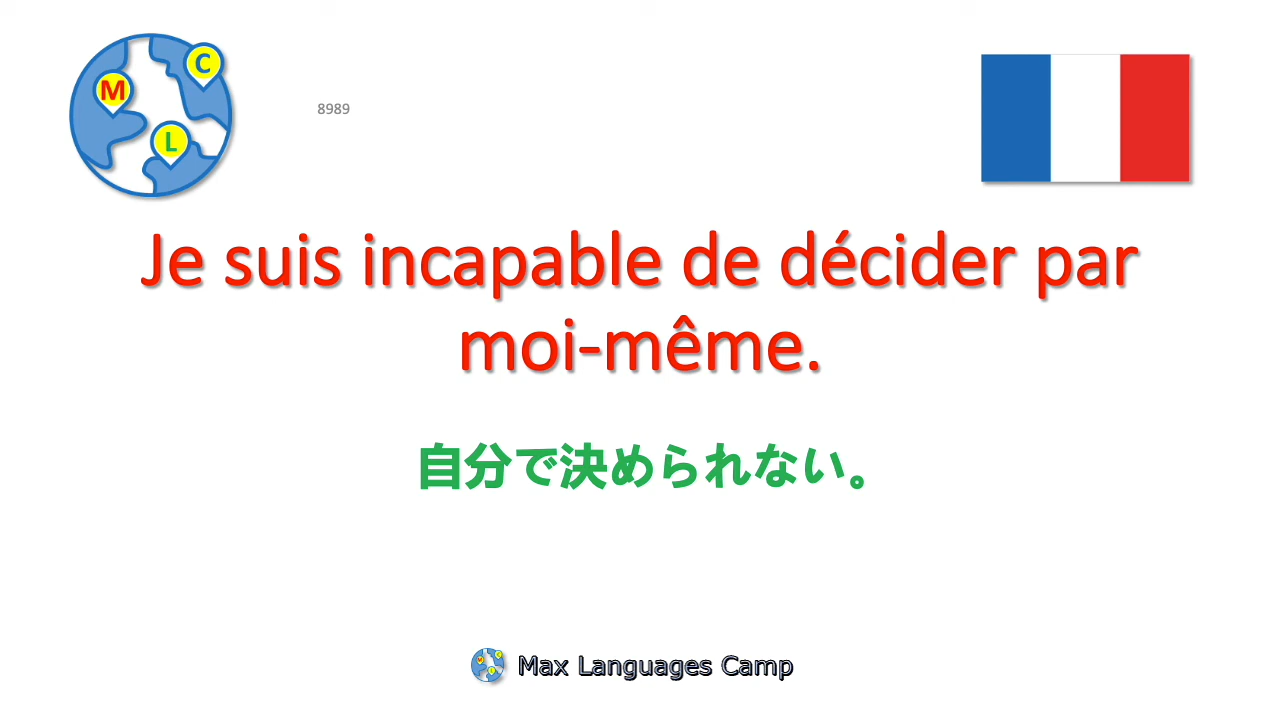 M
C
L
8989
Je suis incapable de décider par
moi-même.
自分で決められない。
Max Languages Camp